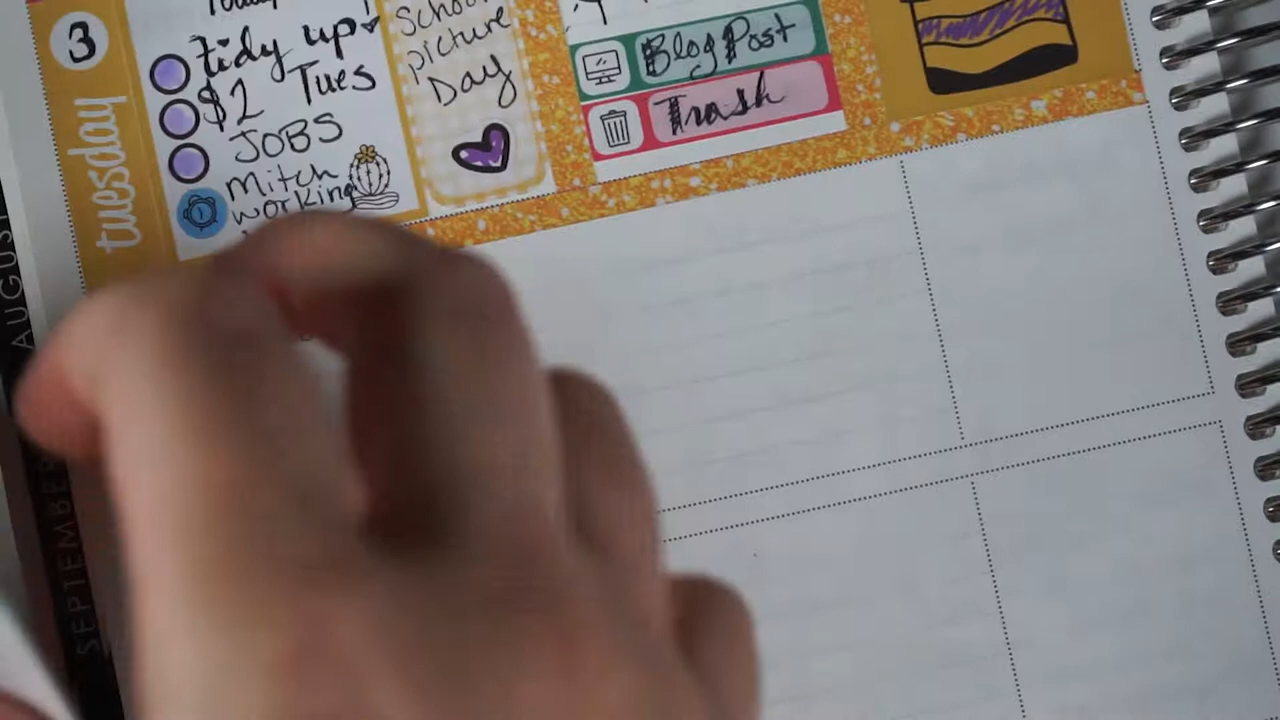 3
tuesday
tidy up
$2 Tues
JOBS
Mitch
working
School
picture
Day
Blog Post
Trash
AUGUST
SEPTEMBER